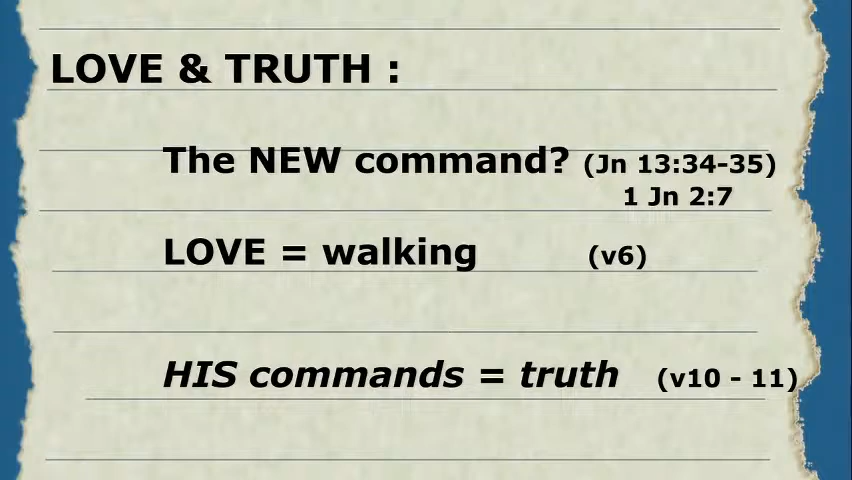 LOVE & TRUTH :
The NEW command? (Jn 13:34-35)
1 Jn 2:7
LOVE = walking (v6)
HIS commands = truth (v10 - 11)